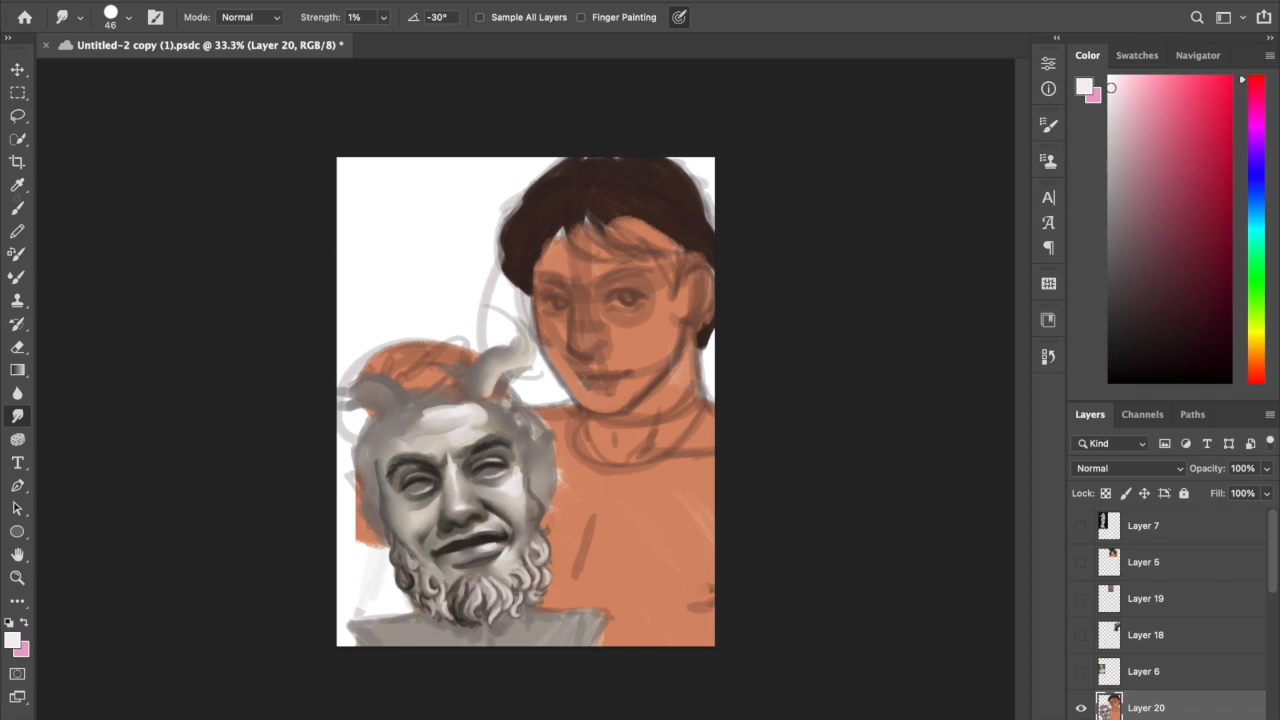 46
Mode: Normal
Strength: 1%
-30°
Sample All Layers
Finger Painting
Untitled-2 copy (1).psdc @ 33.3% (Layer 20, RGB/8) *
Color Swatches Navigator
Layers Channels Paths
Kind
Normal Opacity: 100%
Lock: Fill: 100%
Layer 7
Layer 5
Layer 19
Layer 18
Layer 6
Layer 20